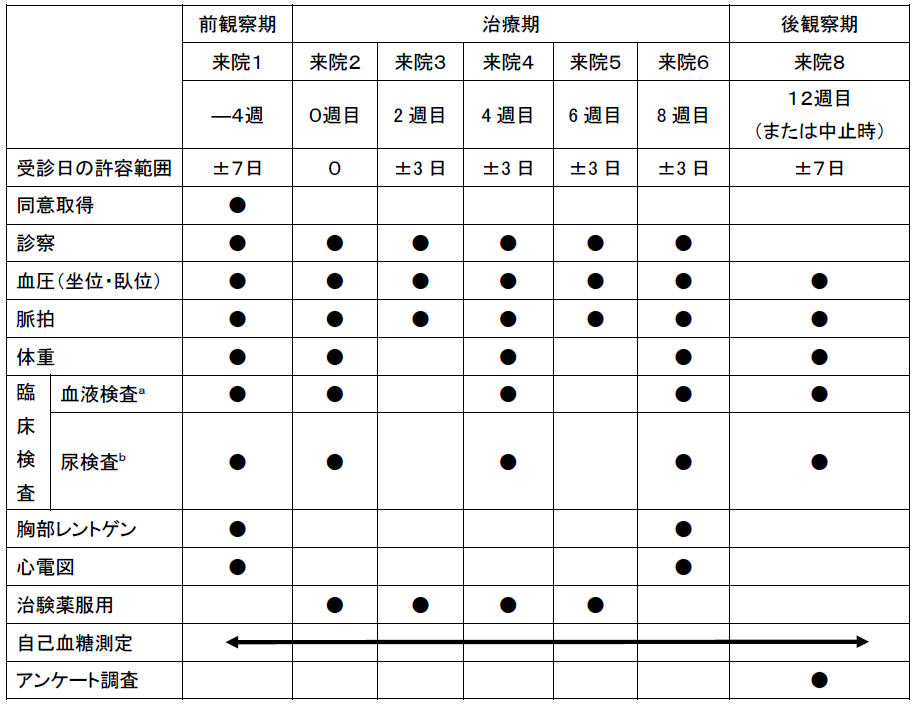 前観察期 治療期 後観察期
来院1 来院2 来院3 来院4 来院5 来院6 来院8
―4週 0週目 2週目 4週目 6週目 8週目 12週目
(または中止時)
受診日の許容範囲 ±7日 0 ±3日 ±3日 ±3日 ±3日 ±7日
同意取得 ●
診察 ● ● ● ● ● ●
血圧(坐位・臥位) ● ● ● ● ● ● ●
脈拍 ● ● ● ● ● ● ●
体重 ● ● ● ● ●
臨床検査
血液検査a ● ● ● ● ●
尿検査b ● ● ● ● ●
胸部レントゲン ● ●
心電図 ● ●
治験薬服用 ● ● ● ●
自己血糖測定
アンケート調査 ●